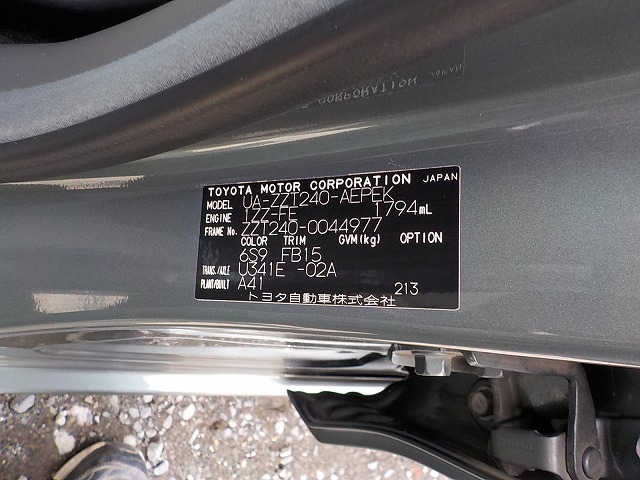 TOYOTA MOTOR CORPORATION JAPAN
MODEL UA-ZZT240-AEPEK
ENGINE 1ZZ-FE 1794mL
FRAME No. ZZT240-0044977
COLOR TRIM GVM(kg) OPTION
6S9 FB15
TRANS./AXLE U341E -02A
PLANT/BUILT A41 213
トヨタ自動車株式会社